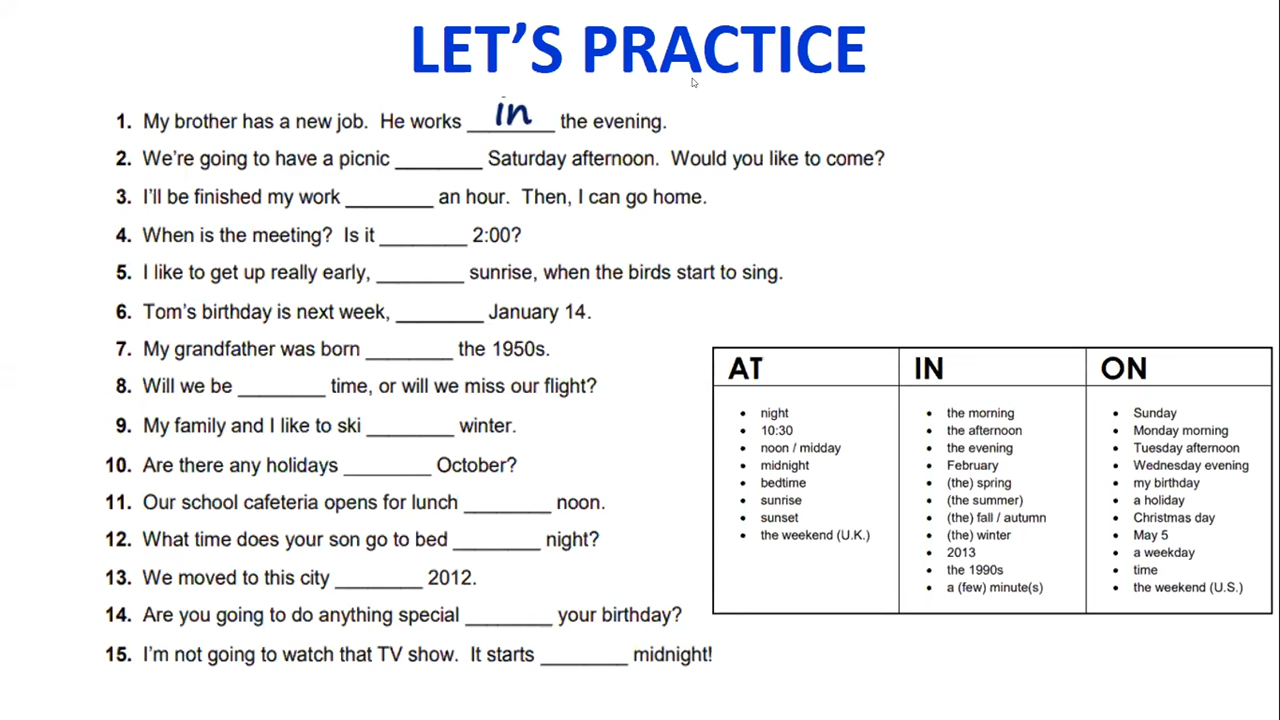 LET'S PRACTICE
1. My brother has a new job. He works in the evening.
2. We're going to have a picnic ________ Saturday afternoon. Would you like to come?
3. I'll be finished my work ________ an hour. Then, I can go home.
4. When is the meeting? Is it ________ 2:00?
5. I like to get up really early, ________ sunrise, when the birds start to sing.
6. Tom's birthday is next week, ________ January 14.
7. My grandfather was born ________ the 1950s.
8. Will we be ________ time, or will we miss our flight?
9. My family and I like to ski ________ winter.
10. Are there any holidays ________ October?
11. Our school cafeteria opens for lunch ________ noon.
12. What time does your son go to bed ________ night?
13. We moved to this city ________ 2012.
14. Are you going to do anything special ________ your birthday?
15. I'm not going to watch that TV show. It starts ________ midnight!
AT
• night
• 10:30
• noon / midday
• midnight
• bedtime
• sunrise
• sunset
• the weekend (U.K.)
IN
• the morning
• the afternoon
• the evening
• February
• (the) spring
• (the summer)
• (the) fall / autumn
• (the) winter
• 2013
• the 1990s
• a (few) minute(s)
ON
• Sunday
• Monday morning
• Tuesday afternoon
• Wednesday evening
• my birthday
• a holiday
• Christmas day
• May 5
• a weekday
• time
• the weekend (U.S.)